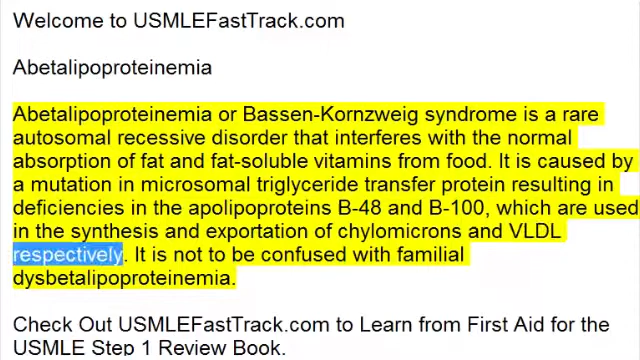 Welcome to USMLEFastTrack.com
Abetalipoproteinemia
Abetalipoproteinemia or Bassen-Kornzweig syndrome is a rare
autosomal recessive disorder that interferes with the normal
absorption of fat and fat-soluble vitamins from food. It is caused by
a mutation in microsomal triglyceride transfer protein resulting in
deficiencies in the apolipoproteins B-48 and B-100, which are used
in the synthesis and exportation of chylomicrons and VLDL
respectively. It is not to be confused with familial
dysbetalipoproteinemia.
Check Out USMLEFastTrack.com to Learn from First Aid for the
USMLE Step 1 Review Book.